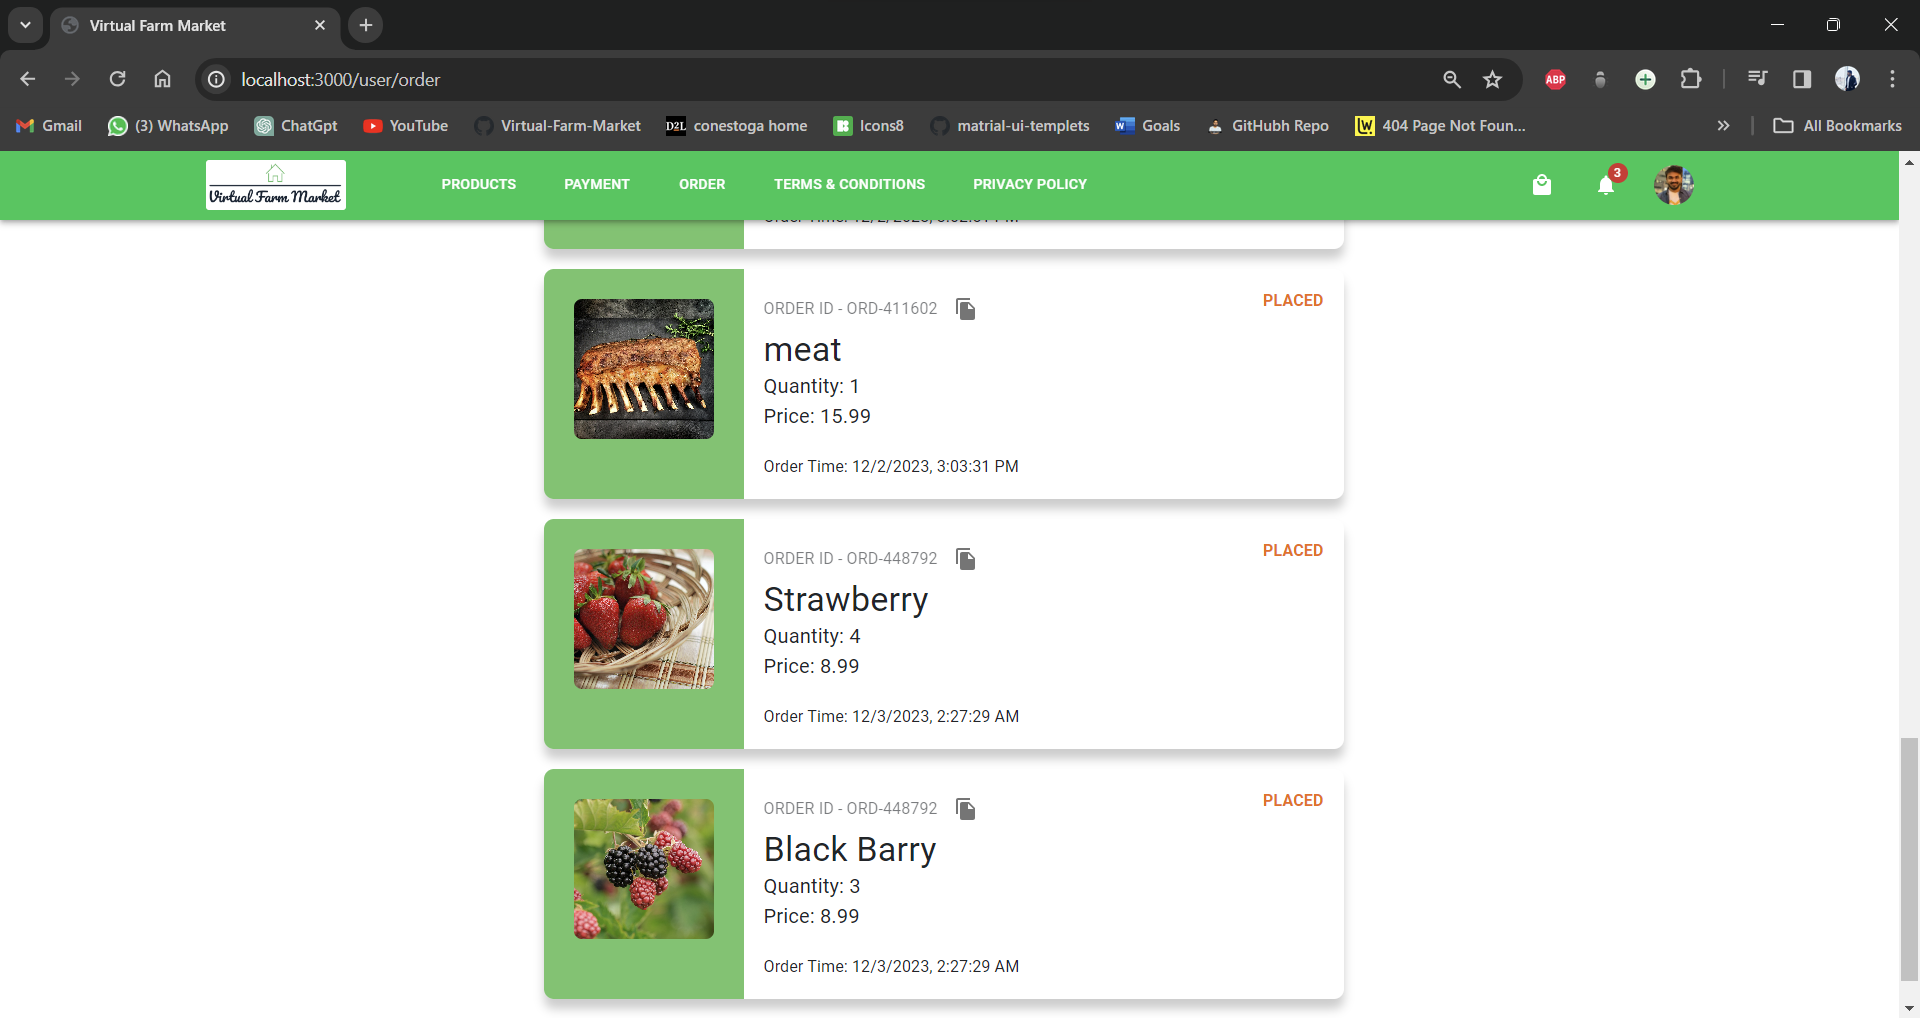 Virtual Farm Market
localhost:3000/user/order
ABP
Gmail
(3) WhatsApp
ChatGpt
YouTube
Virtual-Farm-Market
D2L conestoga home
Icons8
matrial-ui-templets
W Goals
GitHubh Repo
LW 404 Page Not Foun...
All Bookmarks
Virtual Farm Market
PRODUCTS
PAYMENT
ORDER
TERMS & CONDITIONS
PRIVACY POLICY
3
ORDER ID - ORD-411602
PLACED
meat
Quantity: 1
Price: 15.99
Order Time: 12/2/2023, 3:03:31 PM
ORDER ID - ORD-448792
PLACED
Strawberry
Quantity: 4
Price: 8.99
Order Time: 12/3/2023, 2:27:29 AM
ORDER ID - ORD-448792
PLACED
Black Barry
Quantity: 3
Price: 8.99
Order Time: 12/3/2023, 2:27:29 AM